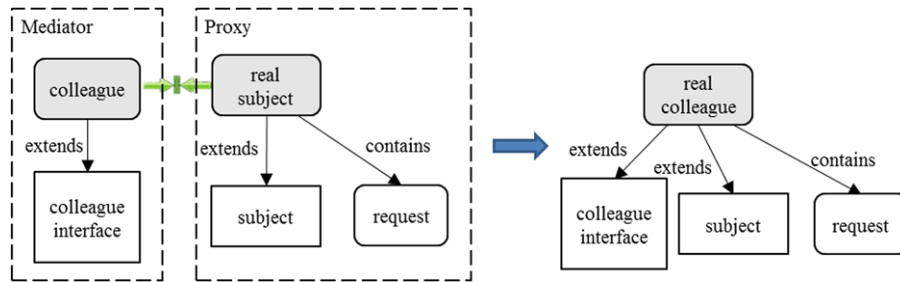 Mediator
colleague
extends
colleague
interface
Proxy
real
subject
extends
contains
subject
request
real
colleague
extends
extends
contains
colleague
interface
subject
request